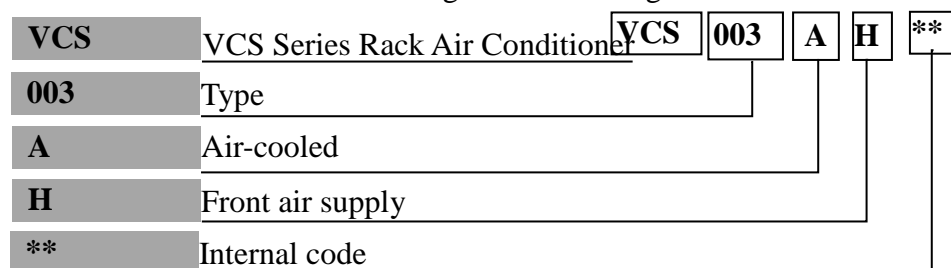 VCS 003 A H **
VCS VCS Series Rack Air Conditioner
003 Type
A Air-cooled
H Front air supply
** Internal code